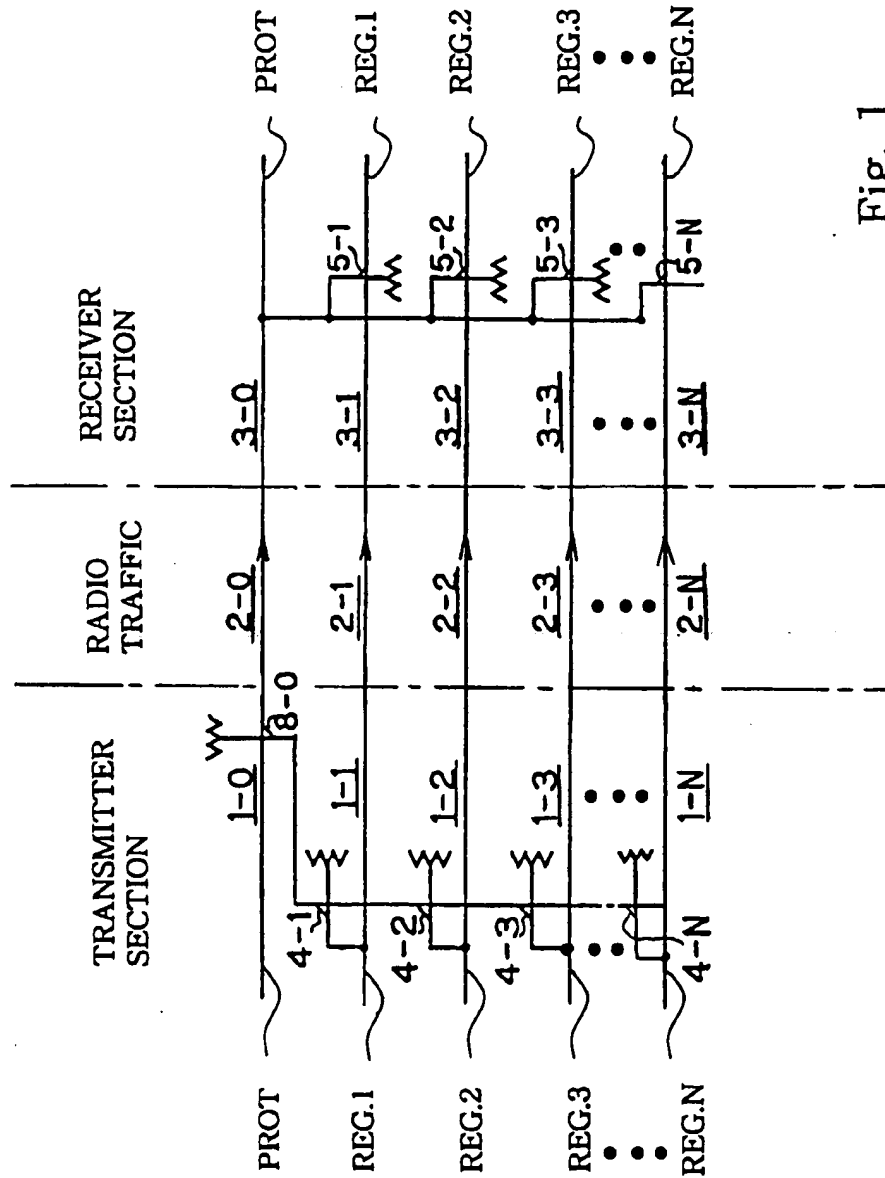 TRANSMITTER
SECTION
RADIO
TRAFFIC
RECEIVER
SECTION
PROT
1-0
8-0
2-0
3-0
PROT
REG.1
4-1
1-1
2-1
3-1
5-1
REG.1
REG.2
4-2
1-2
2-2
3-2
5-2
REG.2
REG.3
4-3
1-3
2-3
3-3
5-3
REG.3
REG.N
4-N
1-N
2-N
3-N
5-N
REG.N
Fig. 1